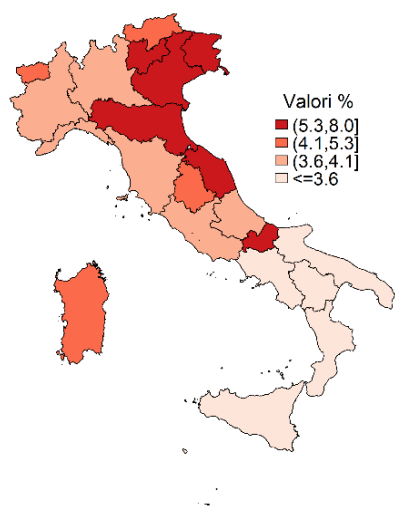 Valori %
(5.3,8.0]
(4.1,5.3]
(3.6,4.1]
<=3.6